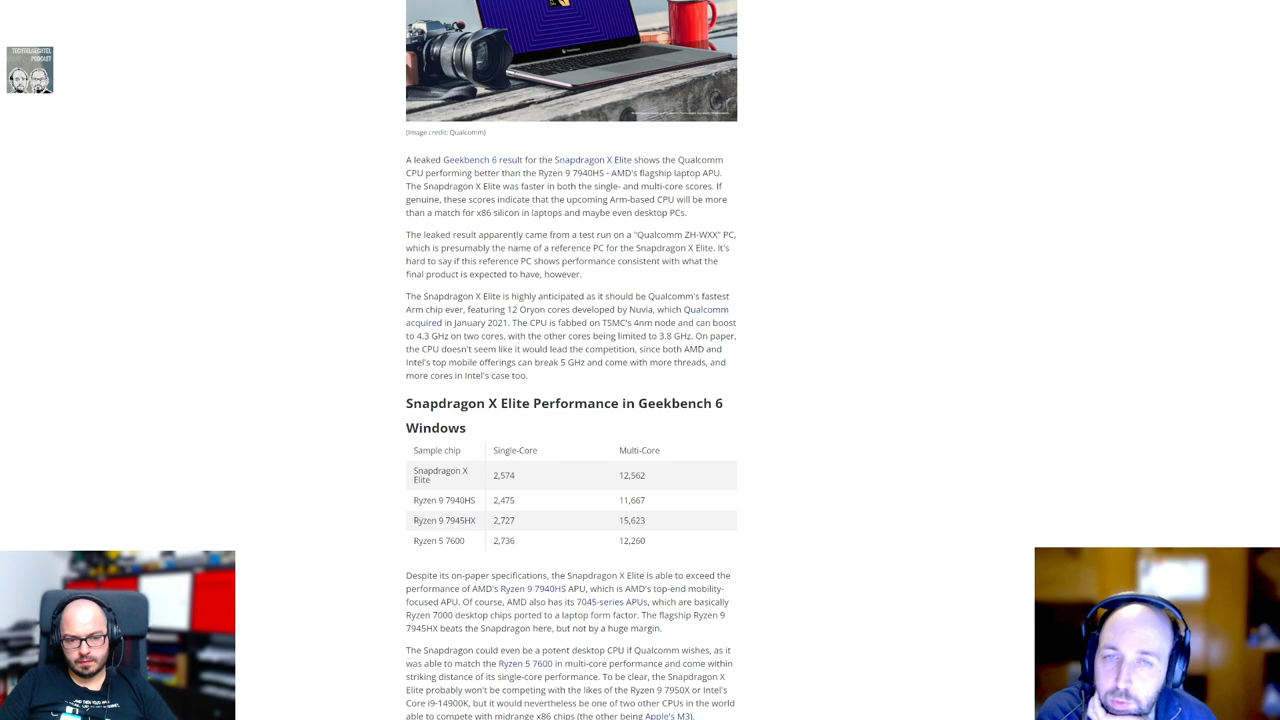 TECHTELMECHTEL
PODCAST
(Image credit: Qualcomm)
A leaked Geekbench 6 result for the Snapdragon X Elite shows the Qualcomm
CPU performing better than the Ryzen 9 7940HS - AMD's flagship laptop APU.
The Snapdragon X Elite was faster in both the single- and multi-core scores. If
genuine, these scores indicate that the upcoming Arm-based CPU will be more
than a match for x86 silicon in laptops and maybe even desktop PCs.
The leaked result apparently came from a test run on a "Qualcomm ZH-WXX" PC,
which is presumably the name of a reference PC for the Snapdragon X Elite. It's
hard to say if this reference PC shows performance consistent with what the
final product is expected to have, however.
The Snapdragon X Elite is highly anticipated as it should be Qualcomm's fastest
Arm chip ever, featuring 12 Oryon cores developed by Nuvia, which Qualcomm
acquired in January 2021. The CPU is fabbed on TSMC's 4nm node and can boost
to 4.3 GHz on two cores, with the other cores being limited to 3.8 GHz. On paper,
the CPU doesn't seem like it would lead the competition, since both AMD and
Intel's top mobile offerings can break 5 GHz and come with more threads, and
more cores in Intel's case too.
Snapdragon X Elite Performance in Geekbench 6
Windows
Sample chip Single-Core Multi-Core
Snapdragon X
Elite 2,574 12,562
Ryzen 9 7940HS 2,475 11,667
Ryzen 9 7945HX 2,727 15,623
Ryzen 5 7600 2,736 12,260
Despite its on-paper specifications, the Snapdragon X Elite is able to exceed the
performance of AMD's Ryzen 9 7940HS APU, which is AMD's top-end mobility-
focused APU. Of course, AMD also has its 7045-series APUs, which are basically
Ryzen 7000 desktop chips ported to a laptop form factor. The flagship Ryzen 9
7945HX beats the Snapdragon here, but not by a huge margin.
The Snapdragon could even be a potent desktop CPU if Qualcomm wishes, as it
was able to match the Ryzen 5 7600 in multi-core performance and come within
striking distance of its single-core performance. To be clear, the Snapdragon X
Elite probably won't be competing with the likes of the Ryzen 9 7950X or Intel's
Core i9-14900K, but it would nevertheless be one of two other CPUs in the world
able to compete with midrange x86 chips (the other being Apple's M3).